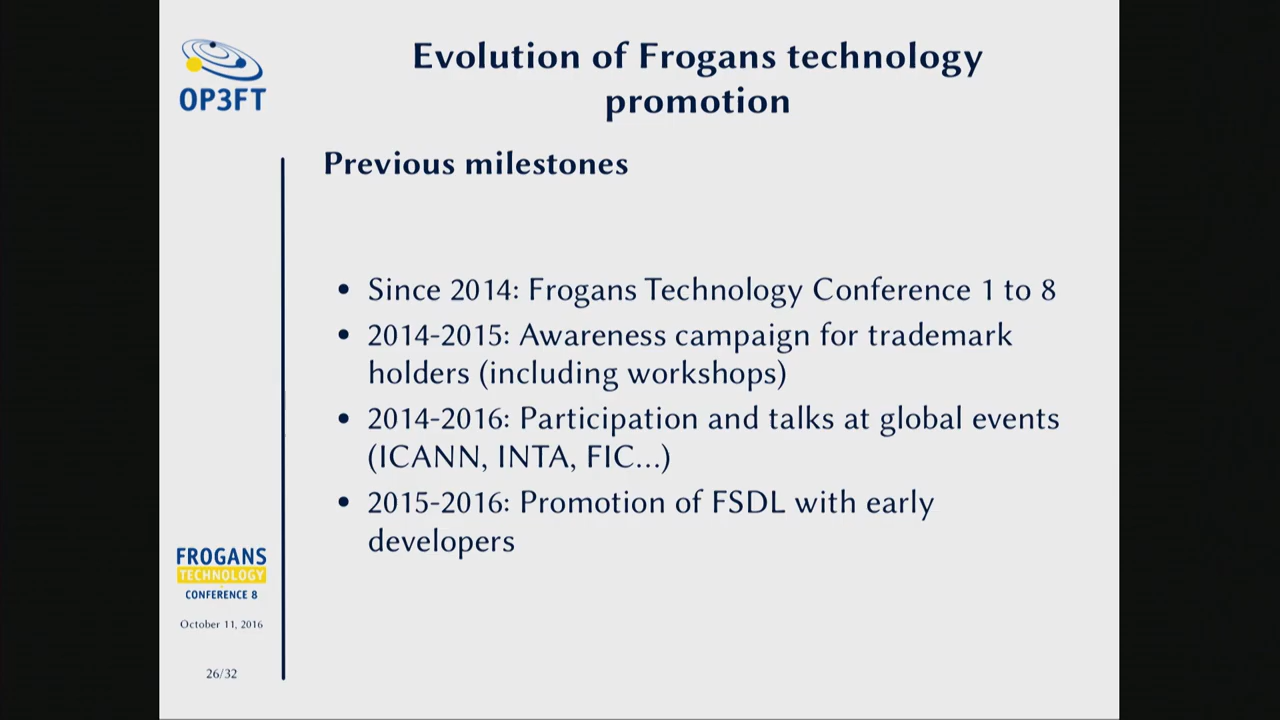 OP3FT
Evolution of Frogans technology
promotion
Previous milestones
• Since 2014: Frogans Technology Conference 1 to 8
• 2014-2015: Awareness campaign for trademark
holders (including workshops)
• 2014-2016: Participation and talks at global events
(ICANN, INTA, FIC...)
• 2015-2016: Promotion of FSDL with early
developers
FROGANS
TECHNOLOGY
CONFERENCE 8
October 11, 2016
26/32